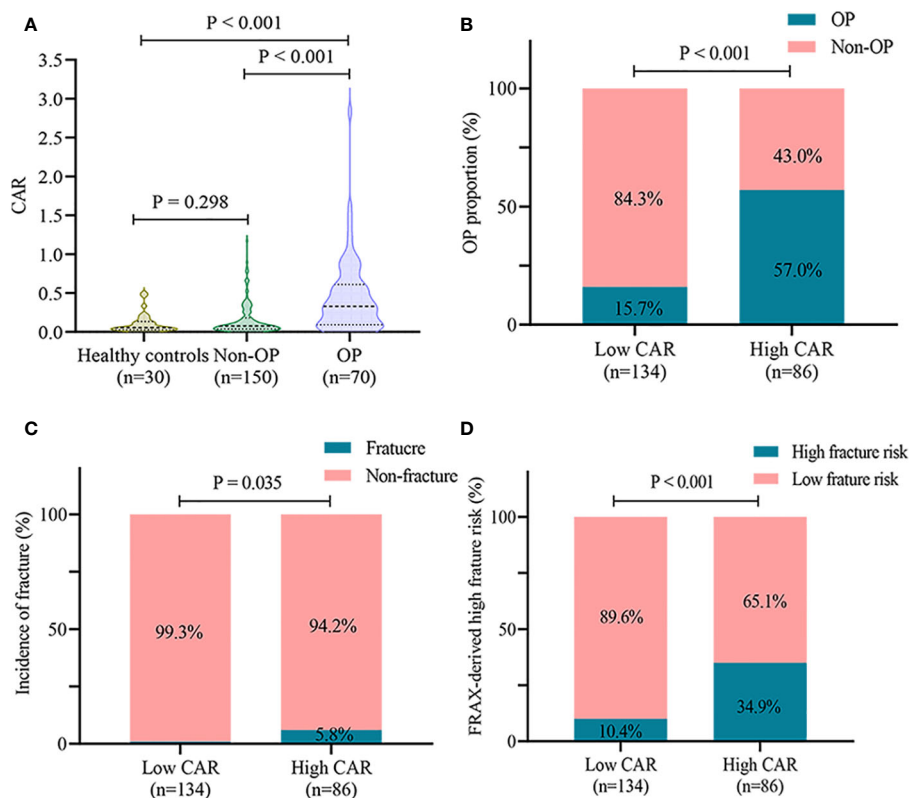 A
P < 0.001
P < 0.001
P = 0.298
CAR
3.5
3.0
2.5
2.0
1.5
1.0
0.5
0.0
Healthy controls Non-OP OP
(n=30) (n=150) (n=70)
B
OP
Non-OP
P < 0.001
OP proportion (%)
100
50
0
84.3%
15.7%
43.0%
57.0%
Low CAR High CAR
(n=134) (n=86)
C
Fratucre
Non-fracture
P = 0.035
Incidence of fracture (%)
100
50
0
99.3%
94.2%
5.8%
Low CAR High CAR
(n=134) (n=86)
D
High fracture risk
Low frature risk
P < 0.001
FRAX-derived high frature risk (%)
100
50
0
89.6%
10.4%
65.1%
34.9%
Low CAR High CAR
(n=134) (n=86)